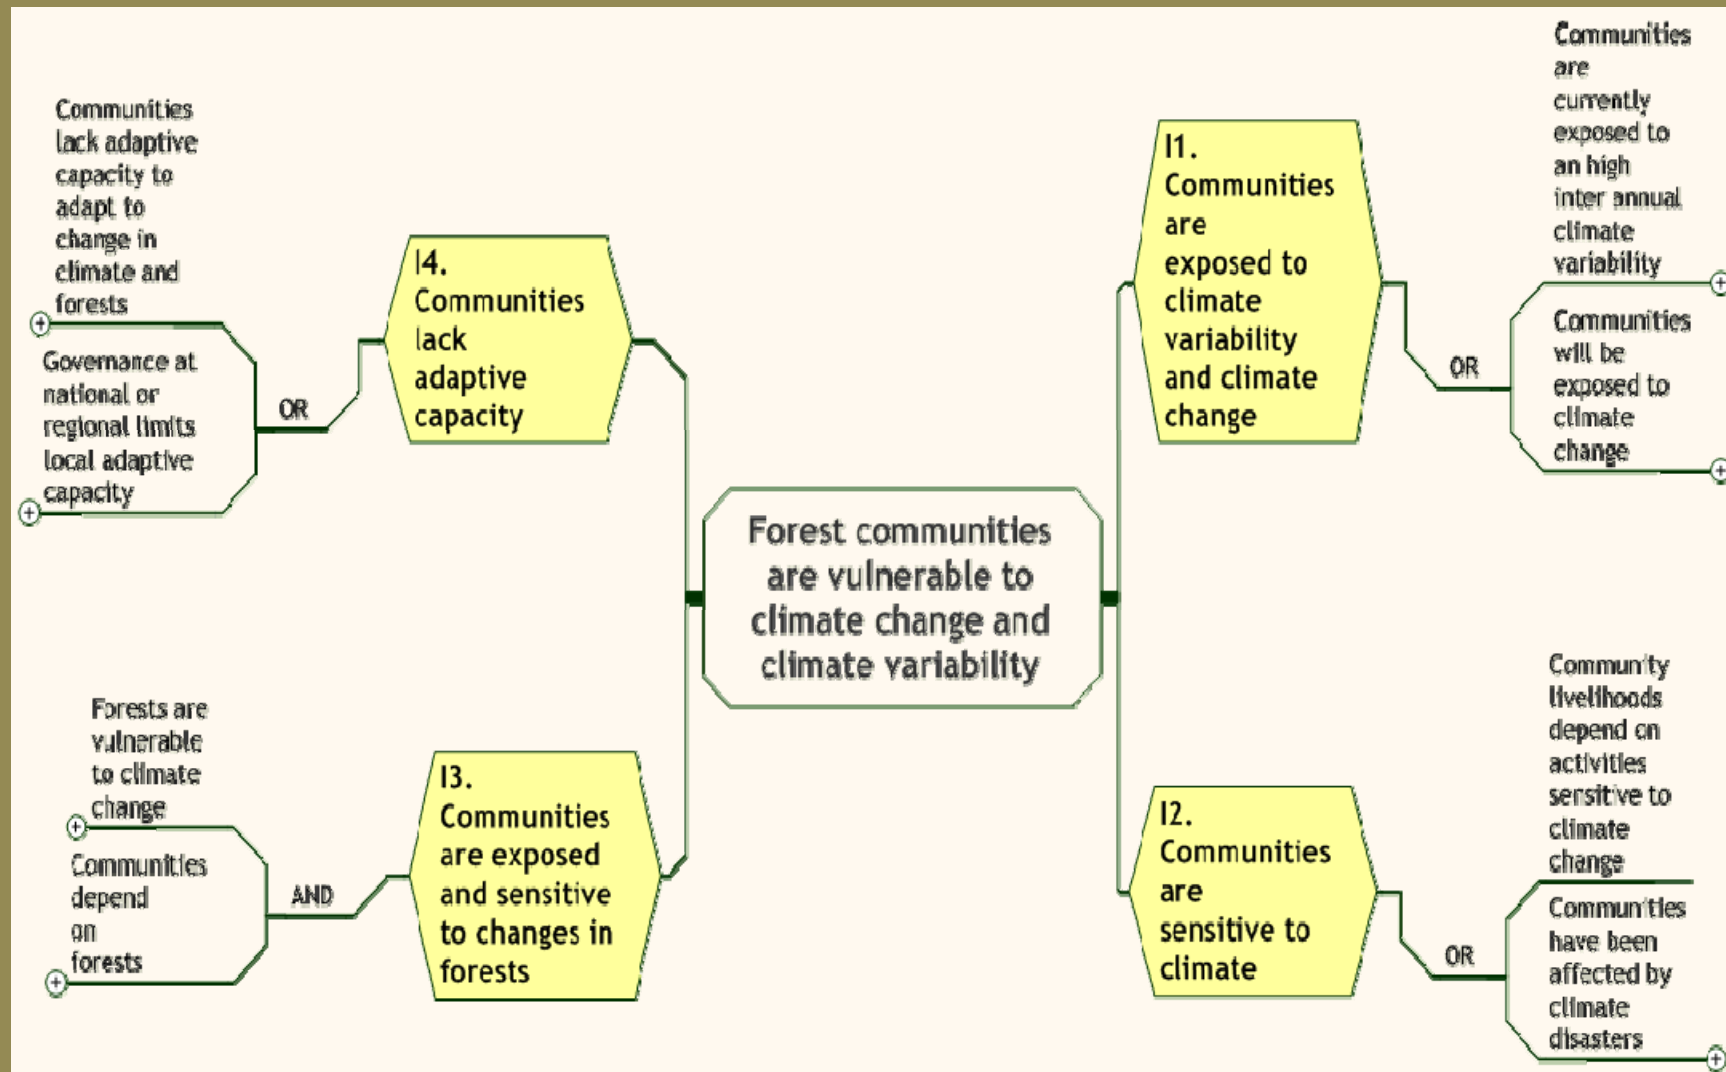 Communities
lack adaptive
capacity to
adapt to
change in
climate and
forests
Governance at
national or
regional limits
local adaptive
capacity
OR
I4.
Communities
lack
adaptive
capacity
Forests are
vulnerable
to climate
change
Communities
depend
on
forests
AND
I3.
Communities
are exposed
and sensitive
to changes in
forests
Forest communities
are vulnerable to
climate change and
climate variability
I1.
Communities
are
exposed to
climate
variability
and climate
change
OR
Communities
are
currently
exposed to
an high
inter annual
climate
variability
Communities
will be
exposed to
climate
change
I2.
Communities
are
sensitive to
climate
OR
Community
livelihoods
depend on
activities
sensitive to
climate
change
Communities
have been
affected by
climate
disasters